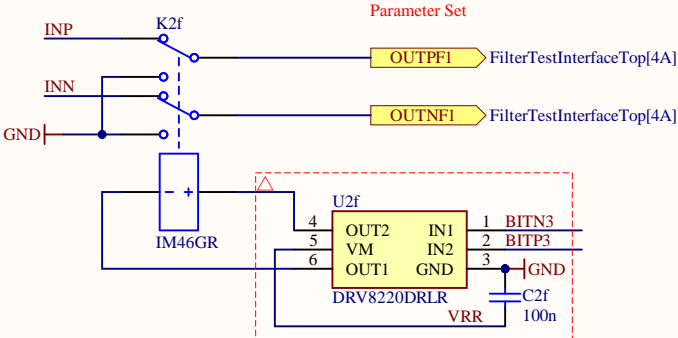 Parameter Set
K2f
INP
OUTPF1
FilterTestInterfaceTop[4A]
INN
OUTNF1
FilterTestInterfaceTop[4A]
GND
- +
IM46GR
U2f
4 OUT2 IN1 1 BITN3
5 VM IN2 2 BITP3
6 OUT1 GND 3 GND
DRV8220DRLR
C2f
VRR 100n